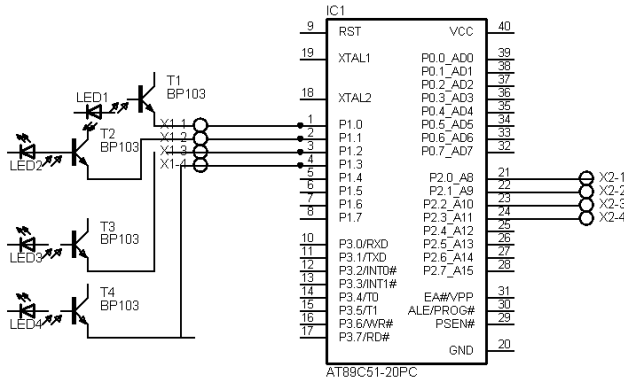 IC1
9 RST VCC 40
19 XTAL1 P0.0_AD0 39
P0.1_AD1 38
P0.2_AD2 37
18 XTAL2 P0.3_AD3 36
P0.4_AD4 35
1 P1.0 P0.5_AD5 34
2 P1.1 P0.6_AD6 33
3 P1.2 P0.7_AD7 32
4 P1.3
5 P1.4 P2.0_A8 21 X2-1
6 P1.5 P2.1_A9 22 X2-2
7 P1.6 P2.2_A10 23 X2-3
8 P1.7 P2.3_A11 24 X2-4
P2.4_A12 25
10 P3.0/RXD P2.5_A13 26
11 P3.1/TXD P2.6_A14 27
12 P3.2/INT0# P2.7_A15 28
13 P3.3/INT1#
14 P3.4/T0 EA#/VPP 31
15 P3.5/T1 ALE/PROG# 30
16 P3.6/WR# PSEN# 29
17 P3.7/RD#
GND 20
AT89C51-20PC
T1
BP103
LED1
X1-1
X1-2
X1-3
X1-4
T2
BP103
LED2
T3
BP103
LED3
T4
BP103
LED4